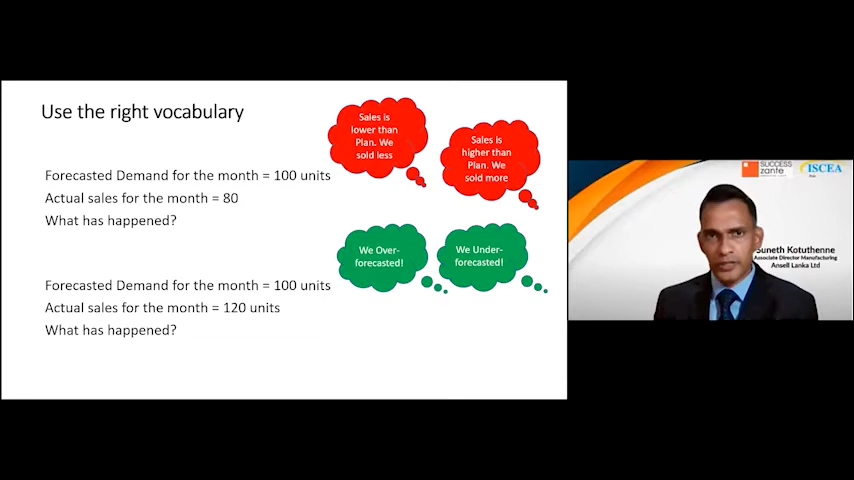 Use the right vocabulary
Sales is
lower than
Plan. We
sold less
Sales is
higher than
Plan. We
sold more
Forecasted Demand for the month = 100 units
Actual sales for the month = 80
What has happened?
We Over-
forecasted!
We Under-
forecasted!
Forecasted Demand for the month = 100 units
Actual sales for the month = 120 units
What has happened?
SUCCESS
zante
ISCEA
Suneth Kotuthenne
Associate Director Manufacturing
Ansell Lanka Ltd